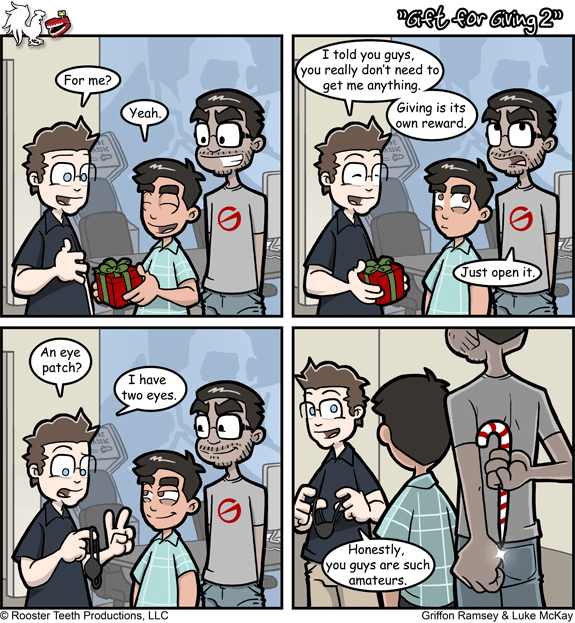 "Gift for Giving 2"
For me?
Yeah.
I told you guys,
you really don't need to
get me anything.
Giving is its
own reward.
Just open it.
An eye
patch?
I have
two eyes.
Honestly,
you guys are such
amateurs.
© Rooster Teeth Productions, LLC
Griffon Ramsey & Luke McKay